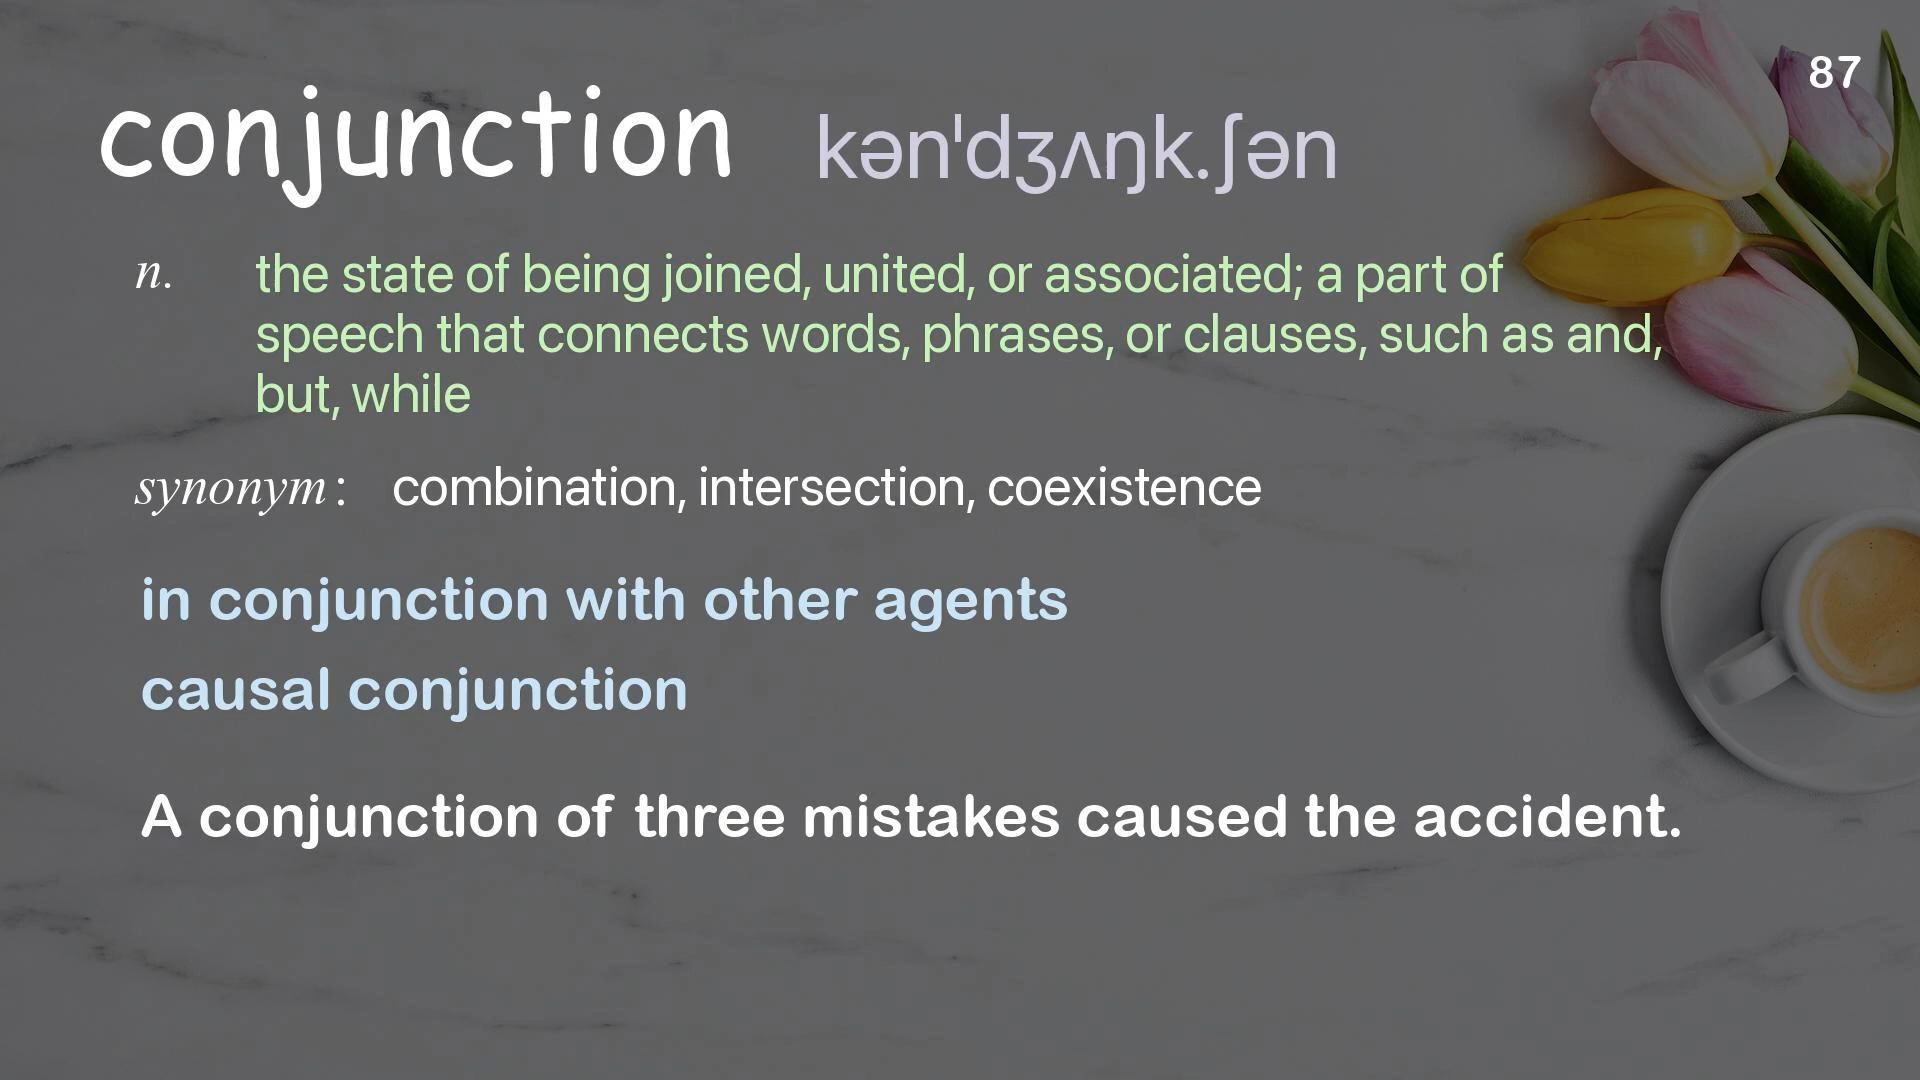 87
conjunction kən'dʒʌŋk.ʃən
n. the state of being joined, united, or associated; a part of
speech that connects words, phrases, or clauses, such as and,
but, while
synonym: combination, intersection, coexistence
in conjunction with other agents
causal conjunction
A conjunction of three mistakes caused the accident.